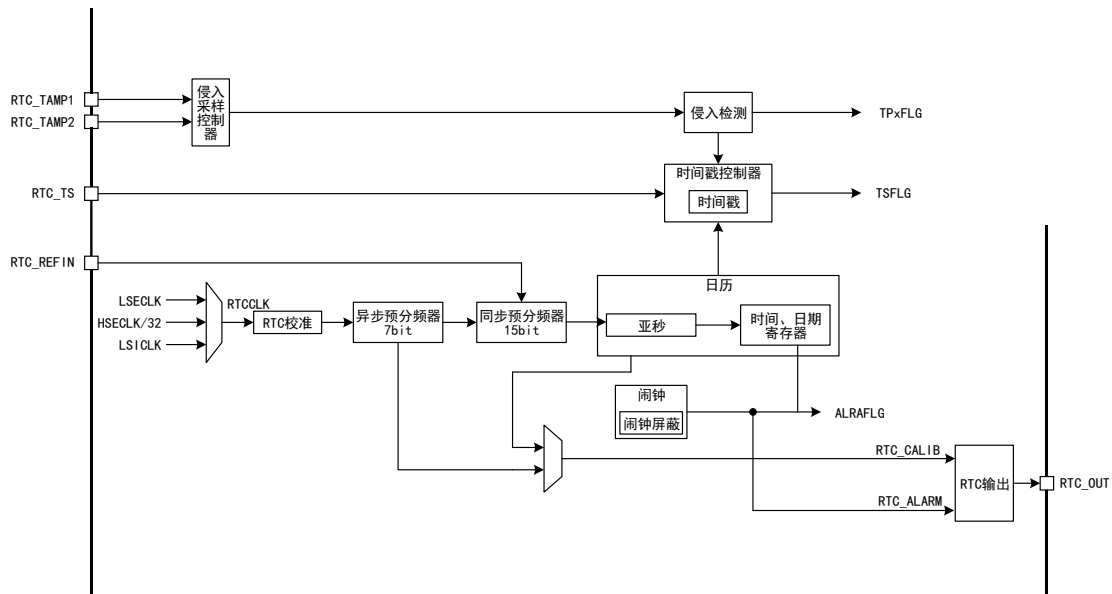 RTC_TAMP1
RTC_TAMP2
侵入
采样
控制
器
侵入检测
TPxFLG
RTC_TS
时间戳控制器
时间戳
TSFLG
RTC_REFIN
LSECLK
HSECLK/32
LSICLK
RTCCLK
RTC校准
异步预分频器
7bit
同步预分频器
15bit
日历
亚秒
时间、日期
寄存器
闹钟
闹钟屏蔽
ALRAFLG
RTC_CALIB
RTC_ALARM
RTC输出
RTC_OUT